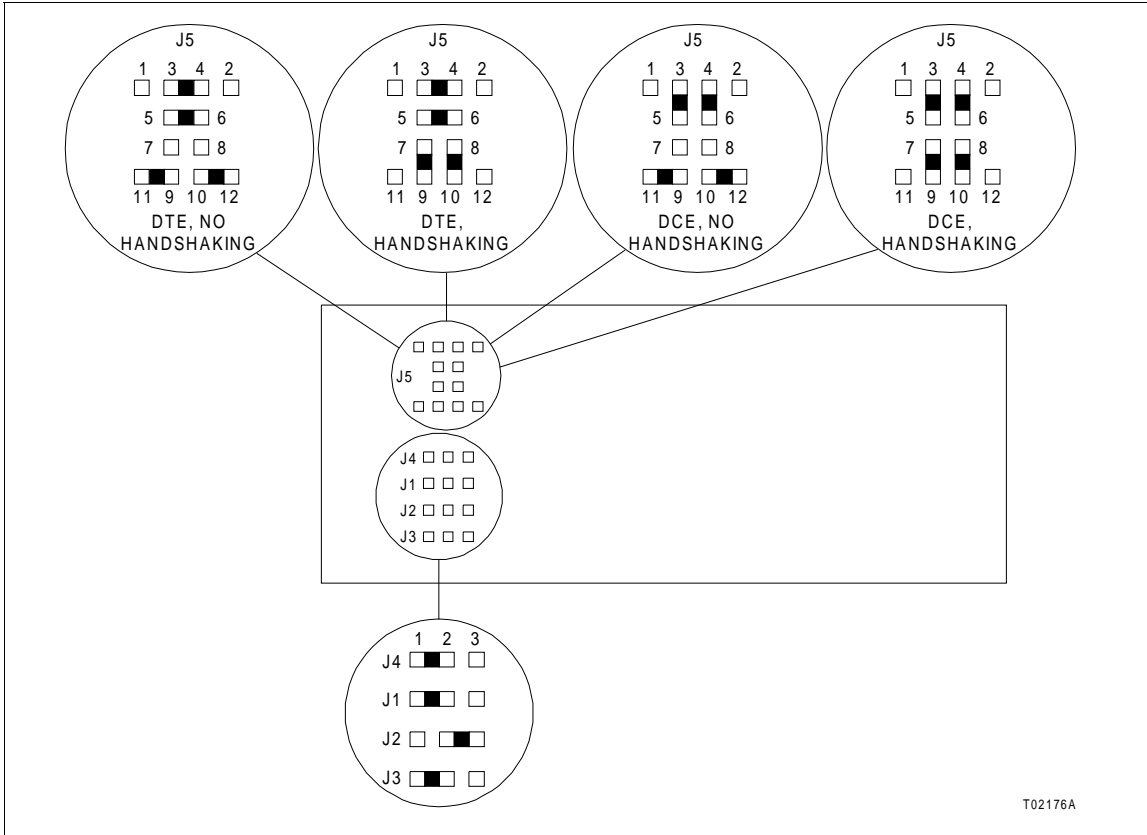 J5
1 3 4 2
5 6
7 8
11 9 10 12
DTE, NO
HANDSHAKING
J5
1 3 4 2
5 6
7 8
11 9 10 12
DTE,
HANDSHAKING
J5
1 3 4 2
5 6
7 8
11 9 10 12
DCE, NO
HANDSHAKING
J5
1 3 4 2
5 6
7 8
11 9 10 12
DCE,
HANDSHAKING
J5
J4
J1
J2
J3
1 2 3
J4
J1
J2
J3
T02176A